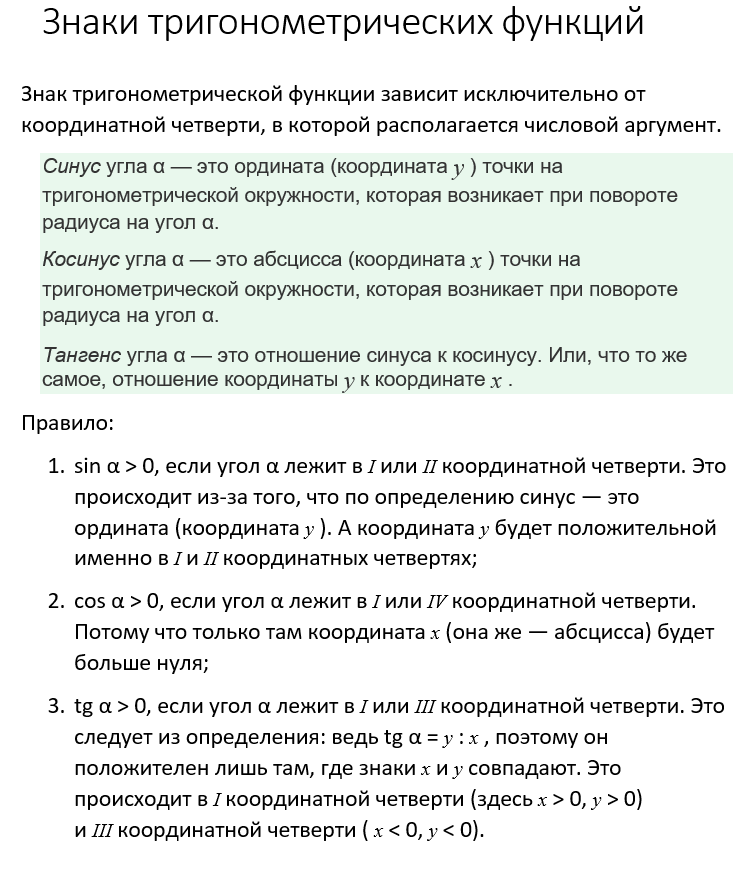 Знаки тригонометрических функций
Знак тригонометрической функции зависит исключительно от
координатной четверти, в которой располагается числовой аргумент.
Синус угла α — это ордината (координата y ) точки на
тригонометрической окружности, которая возникает при повороте
радиуса на угол α.
Косинус угла α — это абсцисса (координата x ) точки на
тригонометрической окружности, которая возникает при повороте
радиуса на угол α.
Тангенс угла α — это отношение синуса к косинусу. Или, что то же
самое, отношение координаты y к координате x .
Правило:
1. sin α > 0, если угол α лежит в I или II координатной четверти. Это
происходит из-за того, что по определению синус — это
ордината (координата y ). А координата y будет положительной
именно в I и II координатных четвертях;
2. cos α > 0, если угол α лежит в I или IV координатной четверти.
Потому что только там координата x (она же — абсцисса) будет
больше нуля;
3. tg α > 0, если угол α лежит в I или III координатной четверти. Это
следует из определения: ведь tg α = y : x , поэтому он
положителен лишь там, где знаки x и y совпадают. Это
происходит в I координатной четверти (здесь x > 0, y > 0)
и III координатной четверти ( x < 0, y < 0).